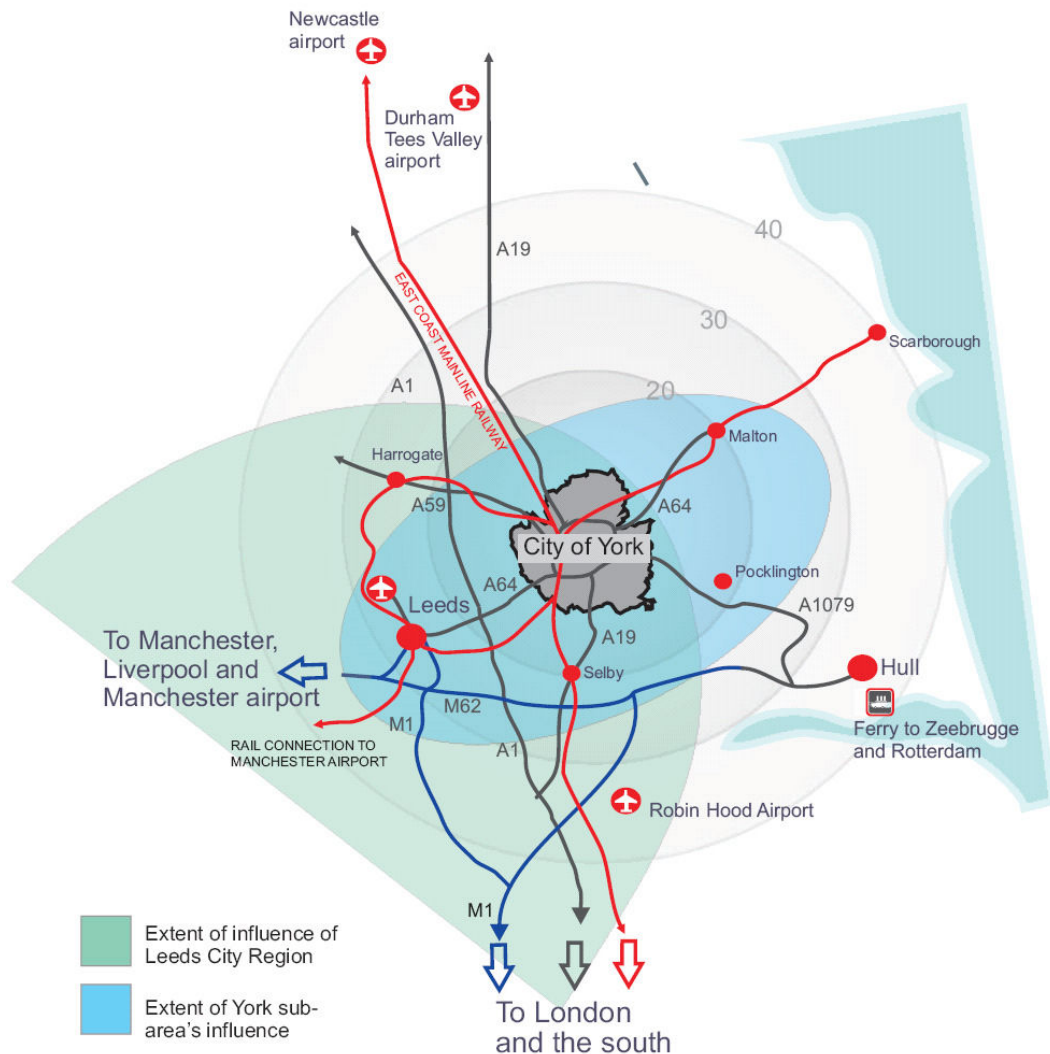 Newcastle
airport
Durham
Tees Valley
airport
40
A19
30
EAST COAST MAINLINE RAILWAY
Scarborough
A1
20
Malton
Harrogate
A59
A64
City of York
A64
Pocklington
Leeds
A1079
A19
To Manchester,
Liverpool and
Manchester airport
Selby
Hull
M62
M1
Ferry to Zeebrugge
and Rotterdam
RAIL CONNECTION TO
MANCHESTER AIRPORT
A1
Robin Hood Airport
M1
Extent of influence of
Leeds City Region
Extent of York sub-
area's influence
To London
and the south